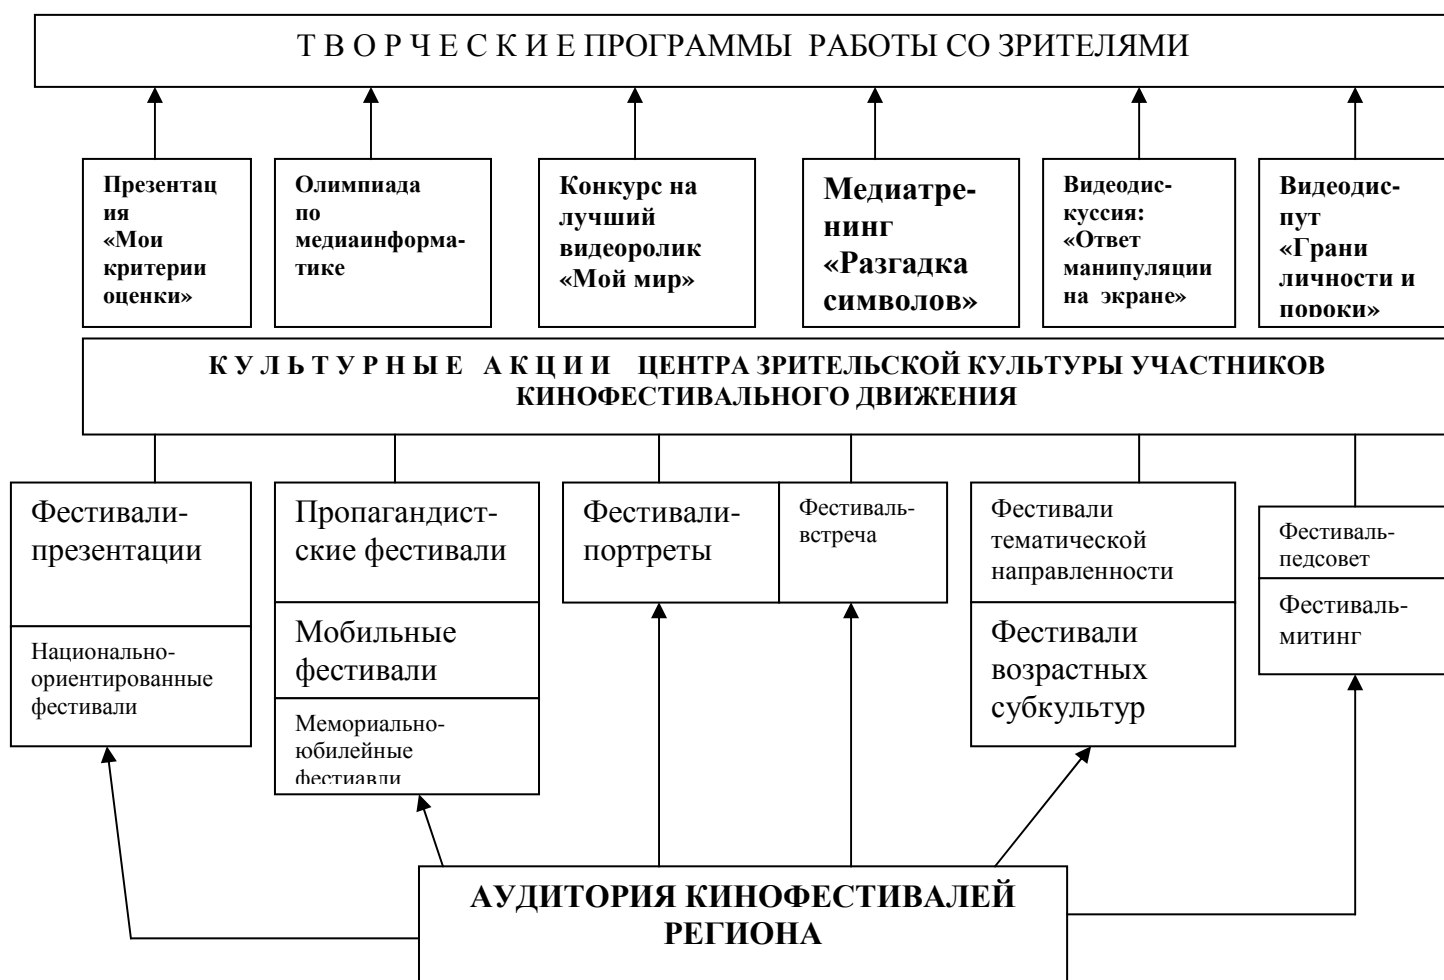 Т В О Р Ч Е С К И Е ПРОГРАММЫ РАБОТЫ СО ЗРИТЕЛЯМИ
Презентац
ия
«Мои
критерии
оценки»
Олимпиада
по
медиаинформа-
тике
Конкурс на
лучший
видеоролик
«Мой мир»
Медиатре-
нинг
«Разгадка
символов»
Видеодис-
куссия:
«Ответ
манипуляции
на экране»
Видеодис-
пут
«Грани
личности и
пороки»
К У Л Ь Т У Р Н Ы Е А К Ц И И ЦЕНТРА ЗРИТЕЛЬСКОЙ КУЛЬТУРЫ УЧАСТНИКОВ
КИНОФЕСТИВАЛЬНОГО ДВИЖЕНИЯ
Фестивали-
презентации
Национально-
ориентированные
фестивали
Пропагандист-
ские фестивали
Мобильные
фестивали
Мемориально-
юбилейные
фестиавли
Фестивали-
портреты
Фестиваль-
встреча
Фестивали
тематической
направленности
Фестивали
возрастных
субкультур
Фестиваль-
педсовет
Фестиваль-
митинг
АУДИТОРИЯ КИНОФЕСТИВАЛЕЙ
РЕГИОНА